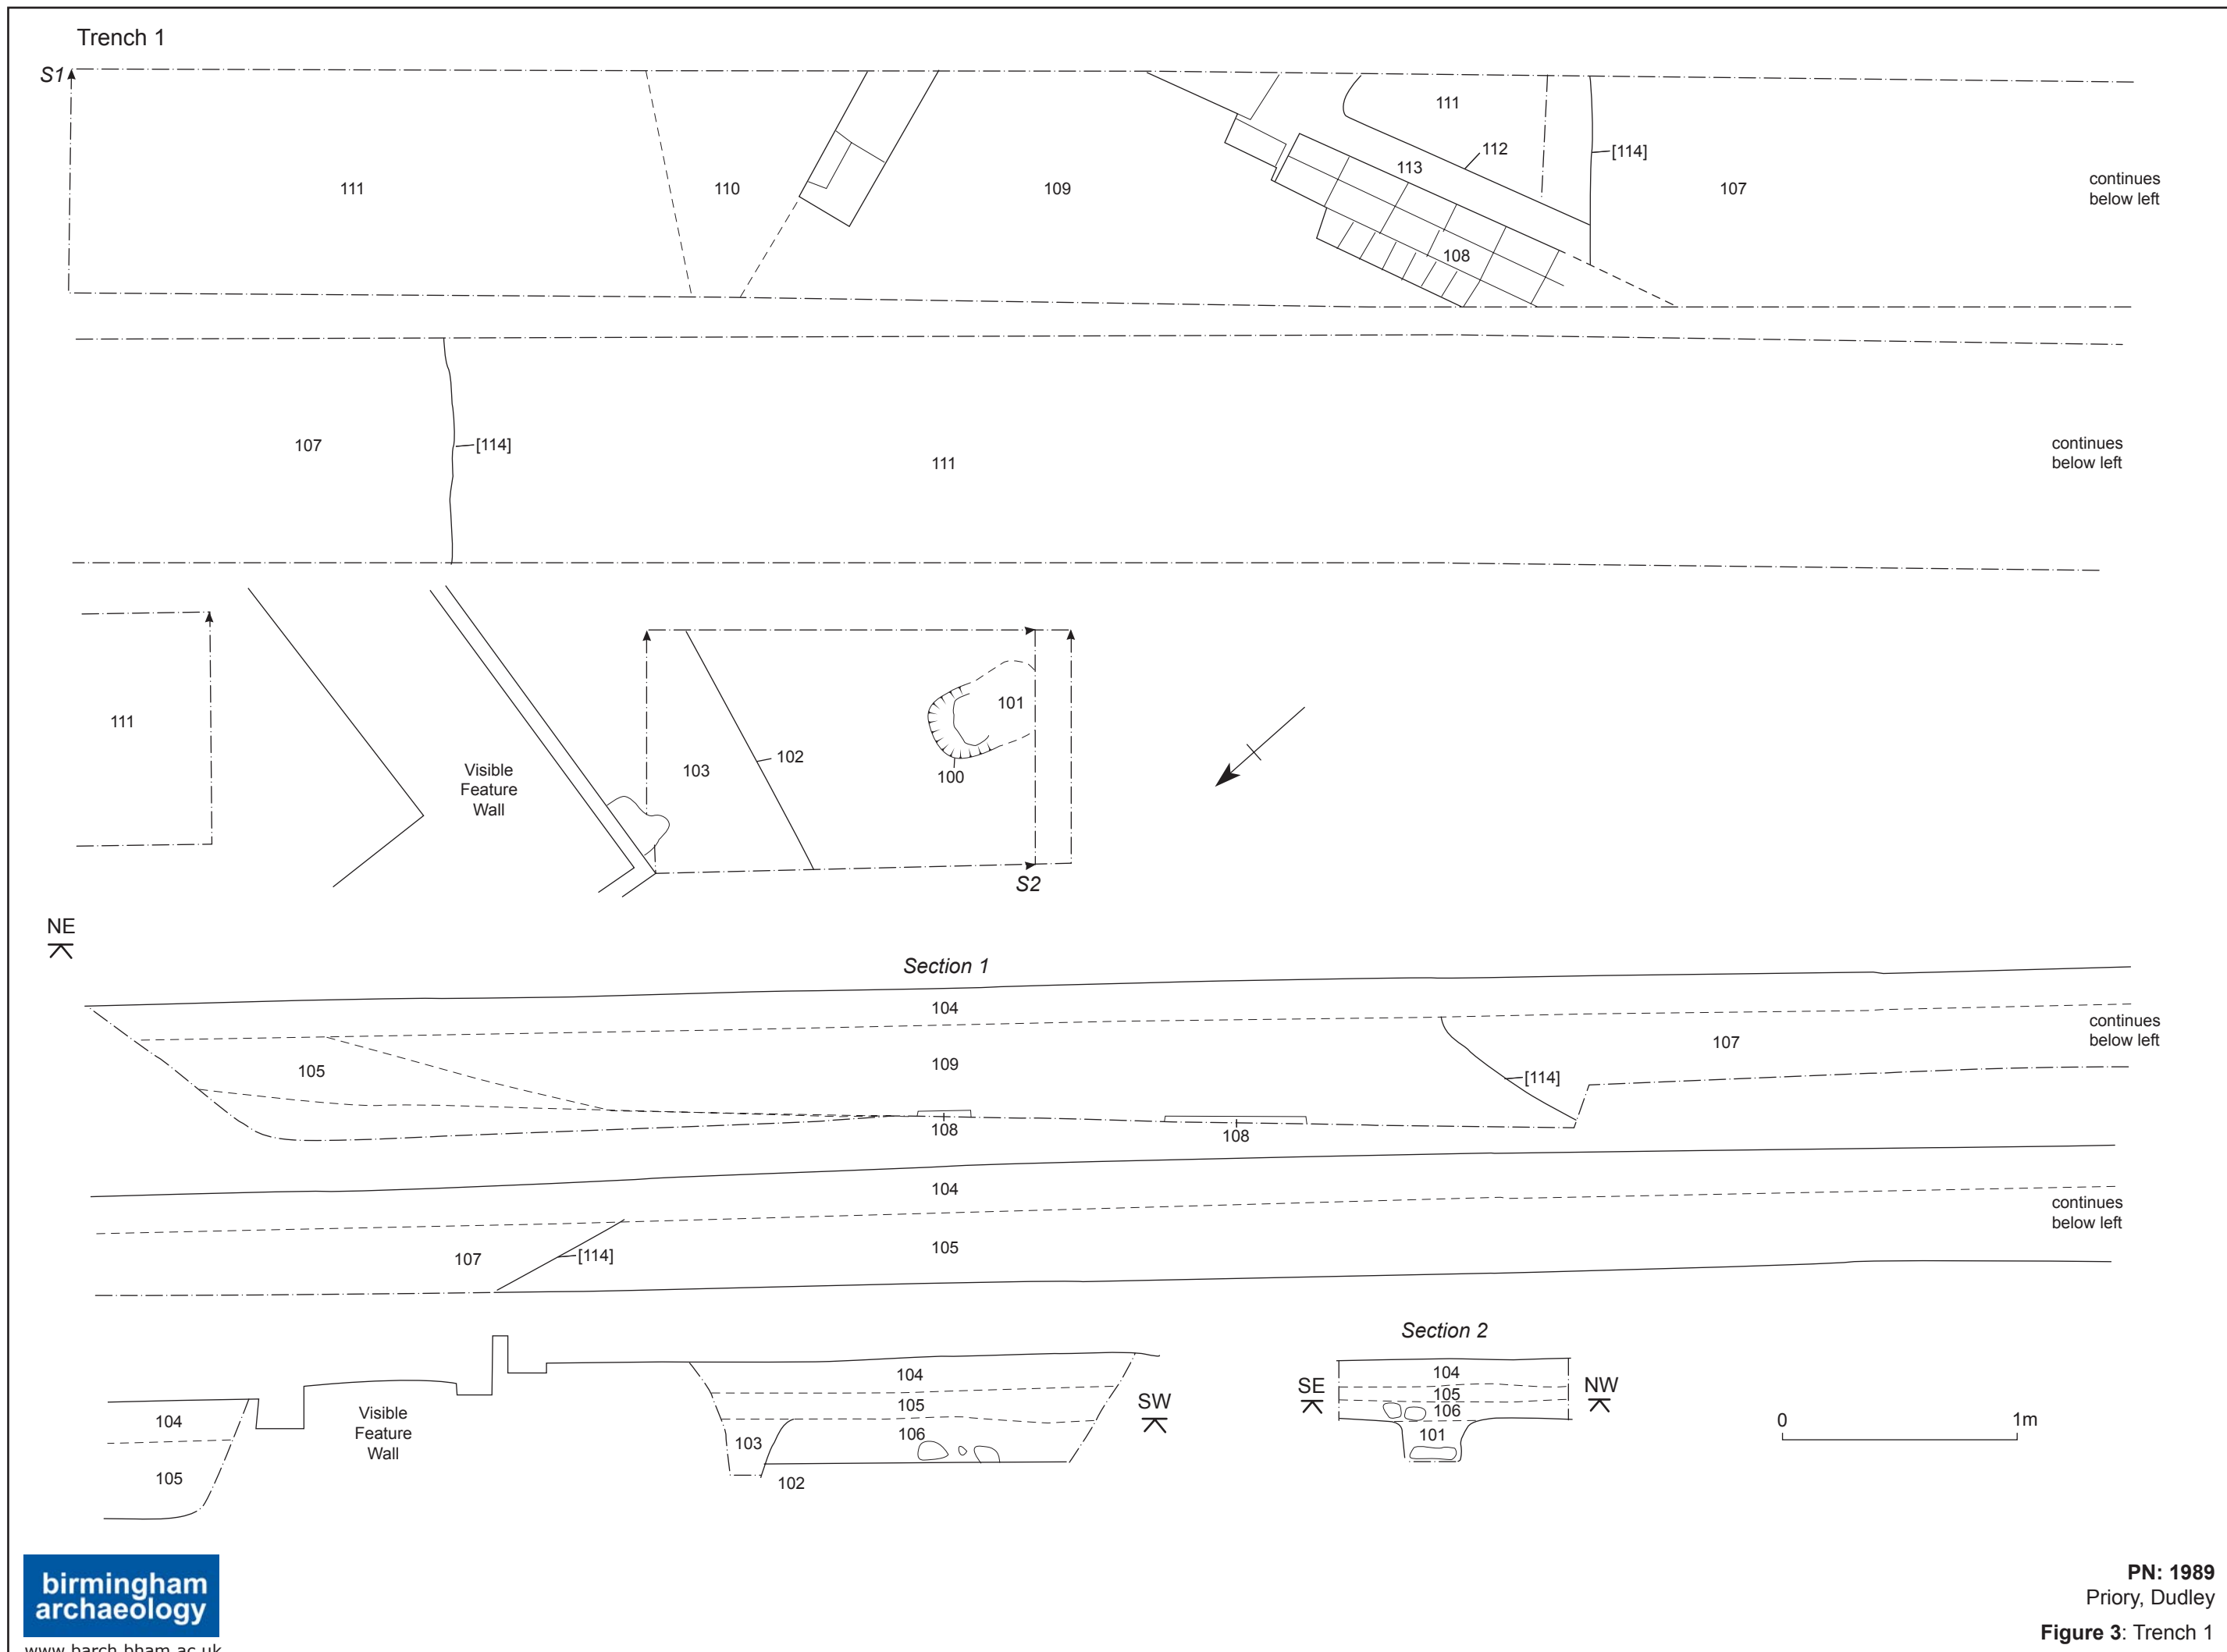 Trench 1
S1
111
110
109
111
112
113
[114]
107
108
continues
below left
107
[114]
111
continues
below left
111
Visible
Feature
Wall
103
102
101
100
S2
NE
Section 1
104
105
109
107
[114]
108
108
continues
below left
104
107
[114]
105
continues
below left
104
105
Visible
Feature
Wall
104
105
106
103
102
SW
Section 2
SE
NW
104
105
106
101
0 1m
birmingham
archaeology
www.barch.bham.ac.uk
PN: 1989
Priory, Dudley
Figure 3: Trench 1